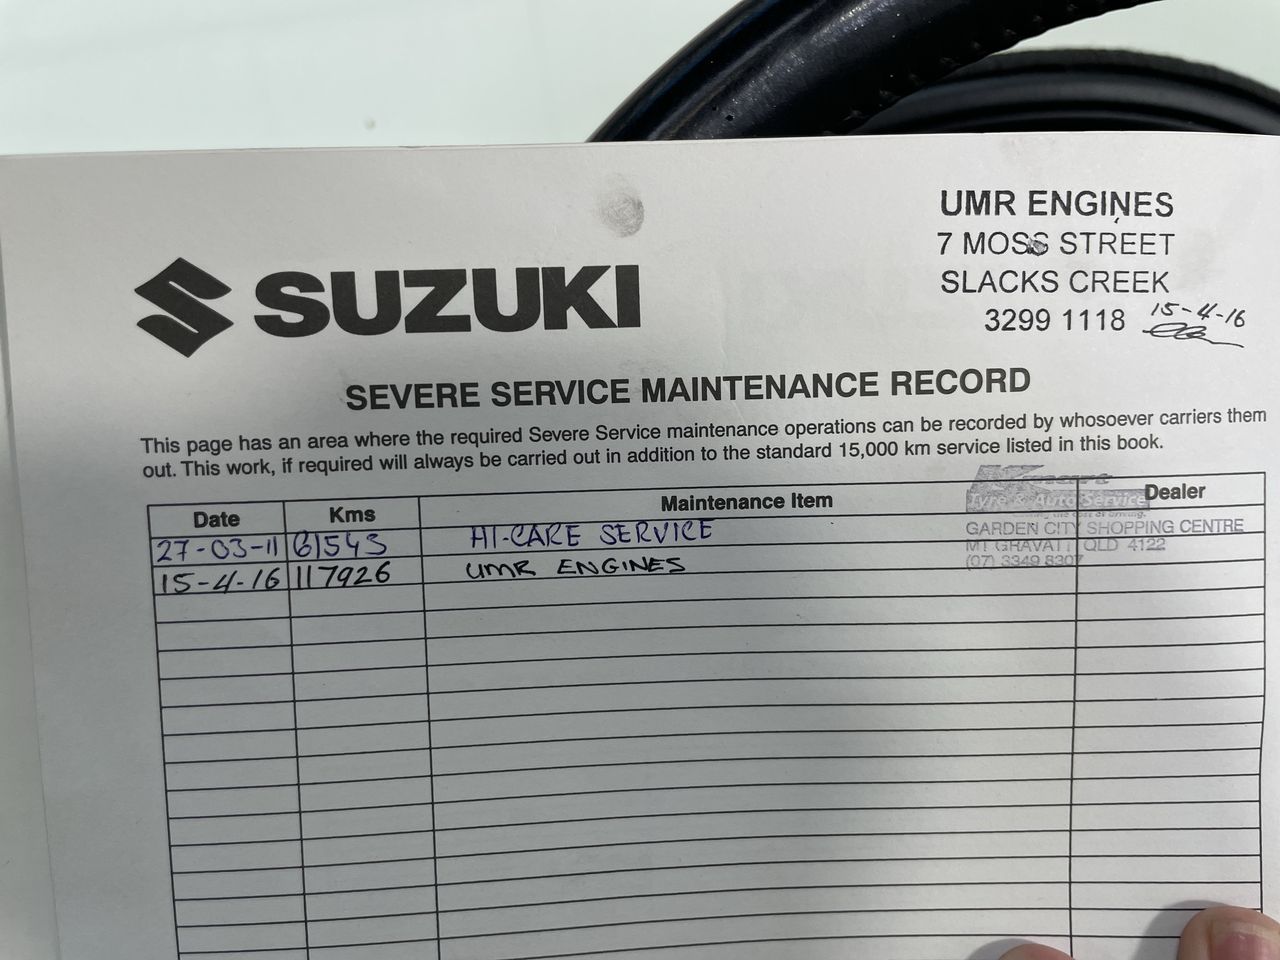 UMR ENGINES
7 MOSS STREET
SLACKS CREEK
3299 1118 15-4-16
SUZUKI
SEVERE SERVICE MAINTENANCE RECORD
This page has an area where the required Severe Service maintenance operations can be recorded by whosoever carriers them
out. This work, if required will always be carried out in addition to the standard 15,000 km service listed in this book.
Date Kms Maintenance Item Dealer
27-03-11 61543 HI-CARE SERVICE
Tyre & Auto Service
GARDEN CITY SHOPPING CENTRE
MT GRAVATT QLD 4122
(07) 3349 8307
15-4-16 117926 UMR ENGINES